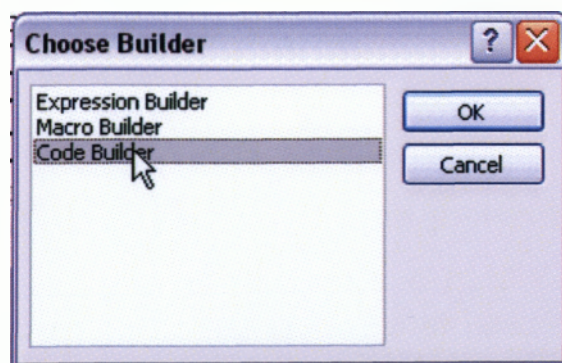 Choose Builder
?
Expression Builder
Macro Builder
Code Builder
OK
Cancel